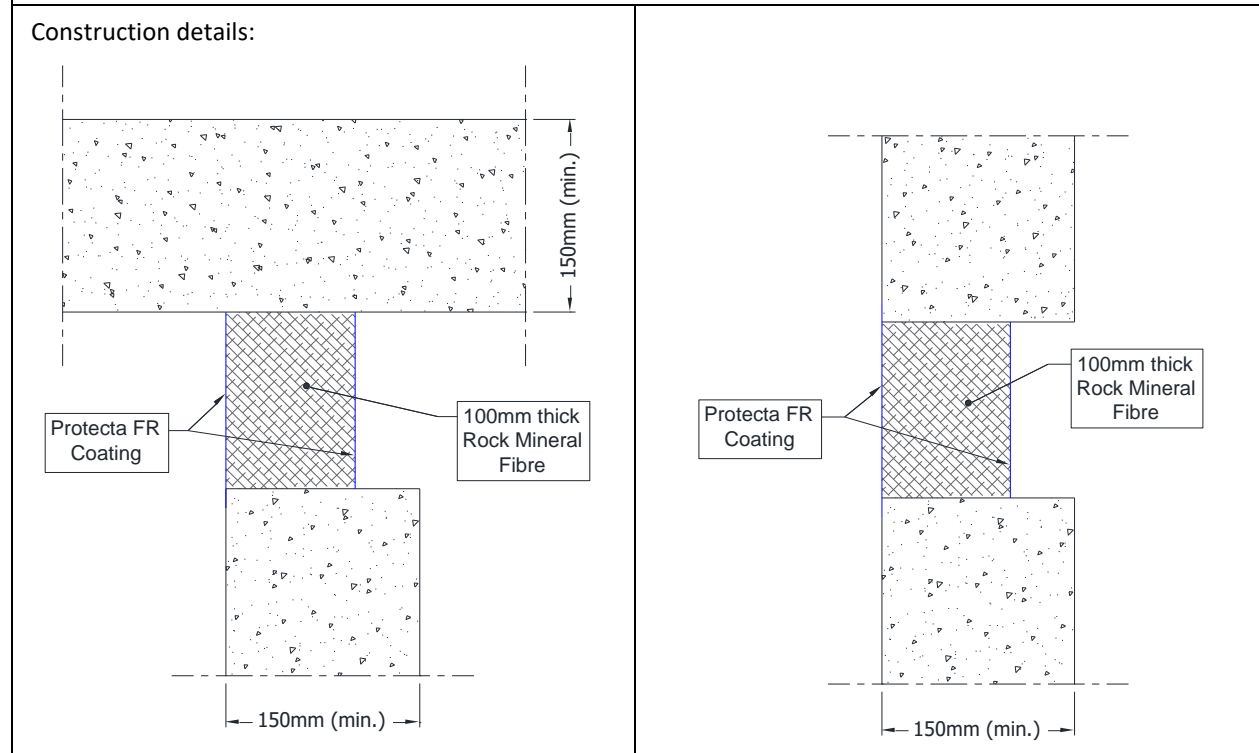 Construction details:
150mm (min.)
Protecta FR
Coating
100mm thick
Rock Mineral
Fibre
150mm (min.)
Protecta FR
Coating
100mm thick
Rock Mineral
Fibre
150mm (min.)